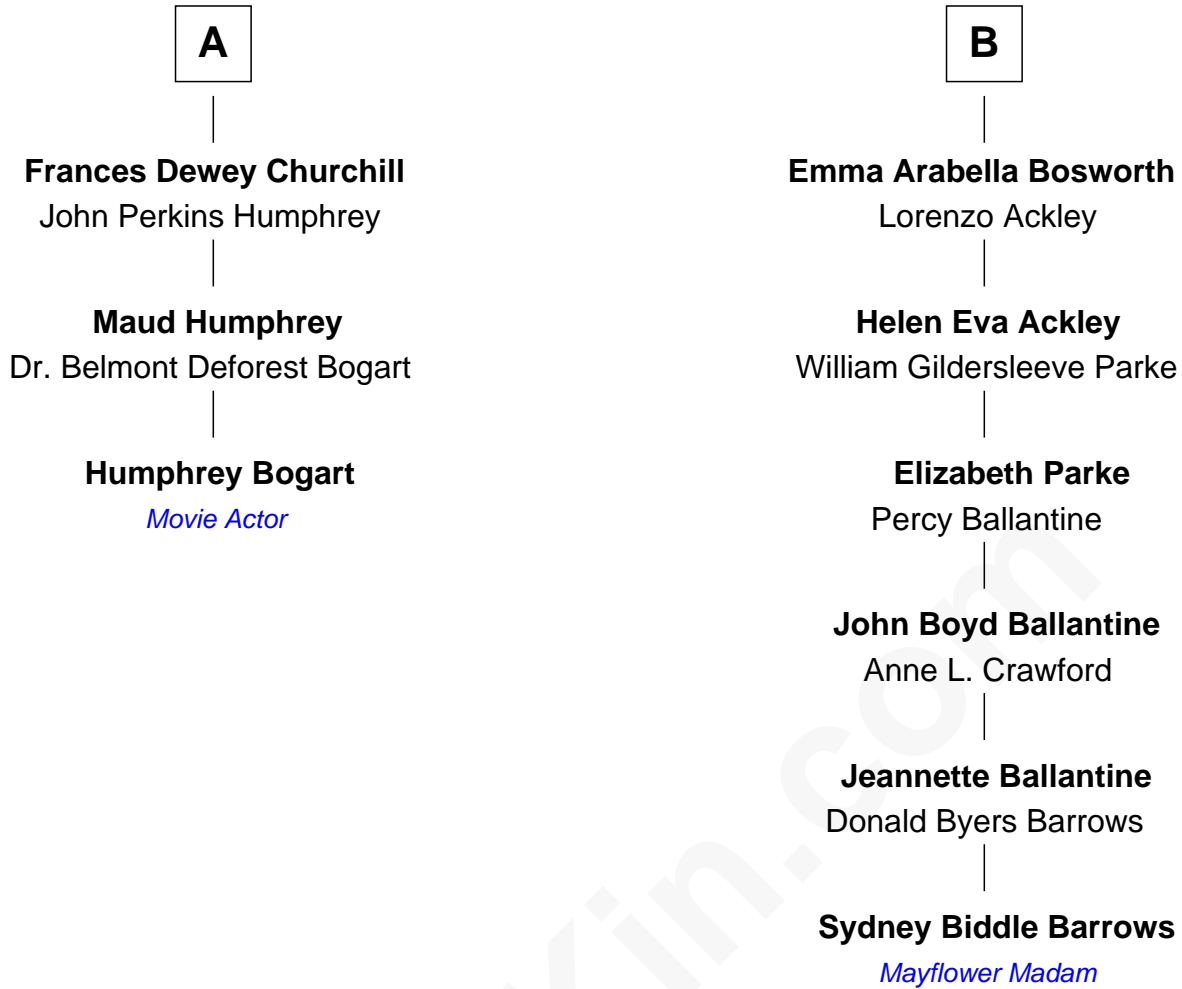 A
Frances Dewey Churchill
John Perkins Humphrey
Maud Humphrey
Dr. Belmont Deforest Bogart
Humphrey Bogart
Movie Actor
B
Emma Arabella Bosworth
Lorenzo Ackley
Helen Eva Ackley
William Gildersleeve Parke
Elizabeth Parke
Percy Ballantine
John Boyd Ballantine
Anne L. Crawford
Jeannette Ballantine
Donald Byers Barrows
Sydney Biddle Barrows
Mayflower Madam